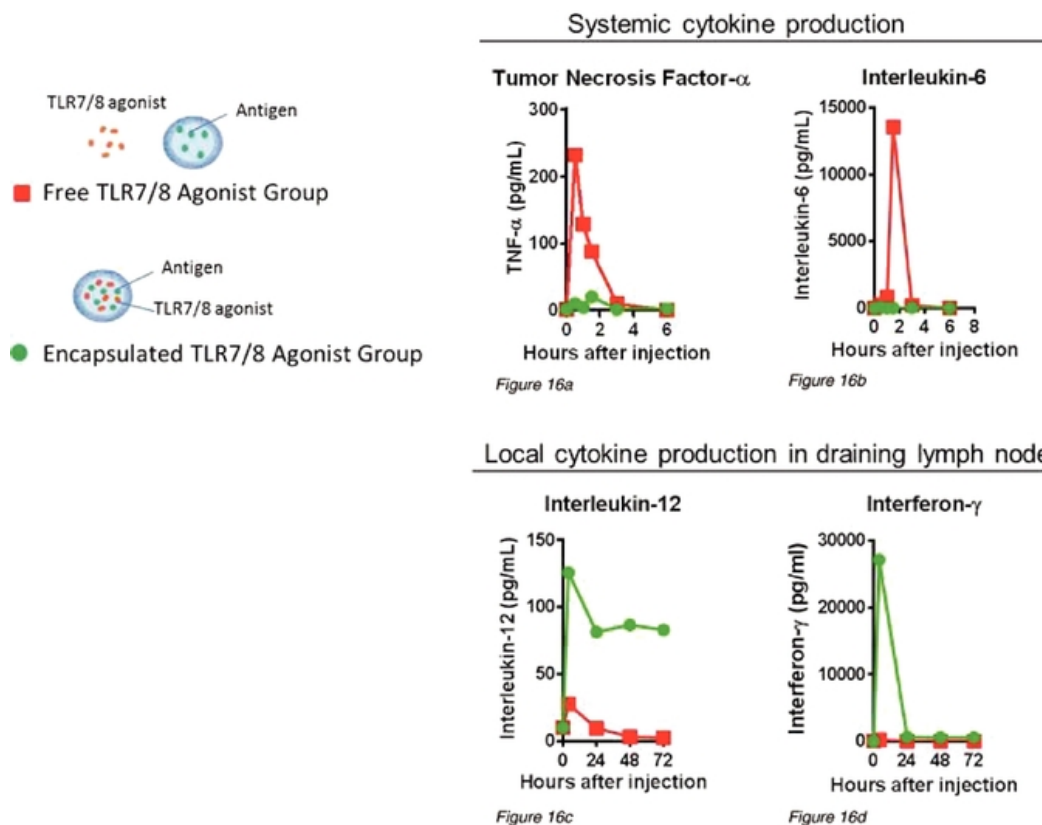 Systemic cytokine production
TLR7/8 agonist
Antigen
Free TLR7/8 Agonist Group
Antigen
TLR7/8 agonist
Encapsulated TLR7/8 Agonist Group
Tumor Necrosis Factor-α
300
200
100
0
TNF-α (pg/mL)
0 2 4 6
Hours after injection
Figure 16a
Interleukin-6
15000
10000
5000
0
Interleukin-6 (pg/mL)
0 2 4 6 8
Hours after injection
Figure 16b
Local cytokine production in draining lymph node
Interleukin-12
150
100
50
0
Interleukin-12 (pg/mL)
0 24 48 72
Hours after injection
Figure 16c
Interferon-γ
30000
20000
10000
0
Interferon-γ (pg/ml)
0 24 48 72
Hours after injection
Figure 16d